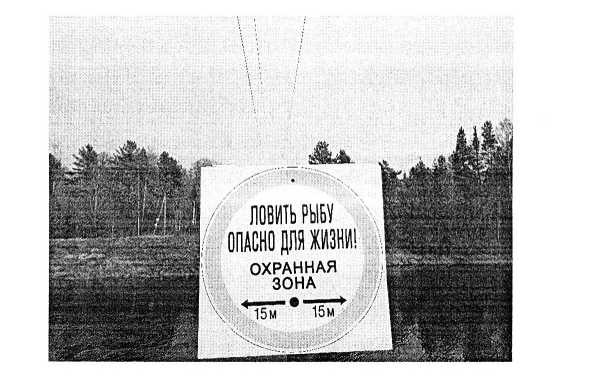 ЛОВИТЬ РЫБУ
ОПАСНО ДЛЯ ЖИЗНИ!
ОХРАННАЯ
ЗОНА
15м 15м